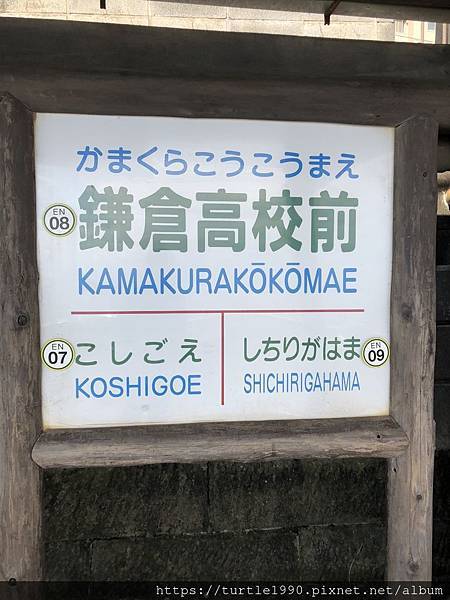 かまくらこうこうまえ
EN
08
鎌倉高校前
KAMAKURAKŌKŌMAE
EN
07
こしごえ
KOSHIGOE
しちりがはま
EN
09
SHICHIRIGAHAMA
https://turtle1990.pixnet.net/album